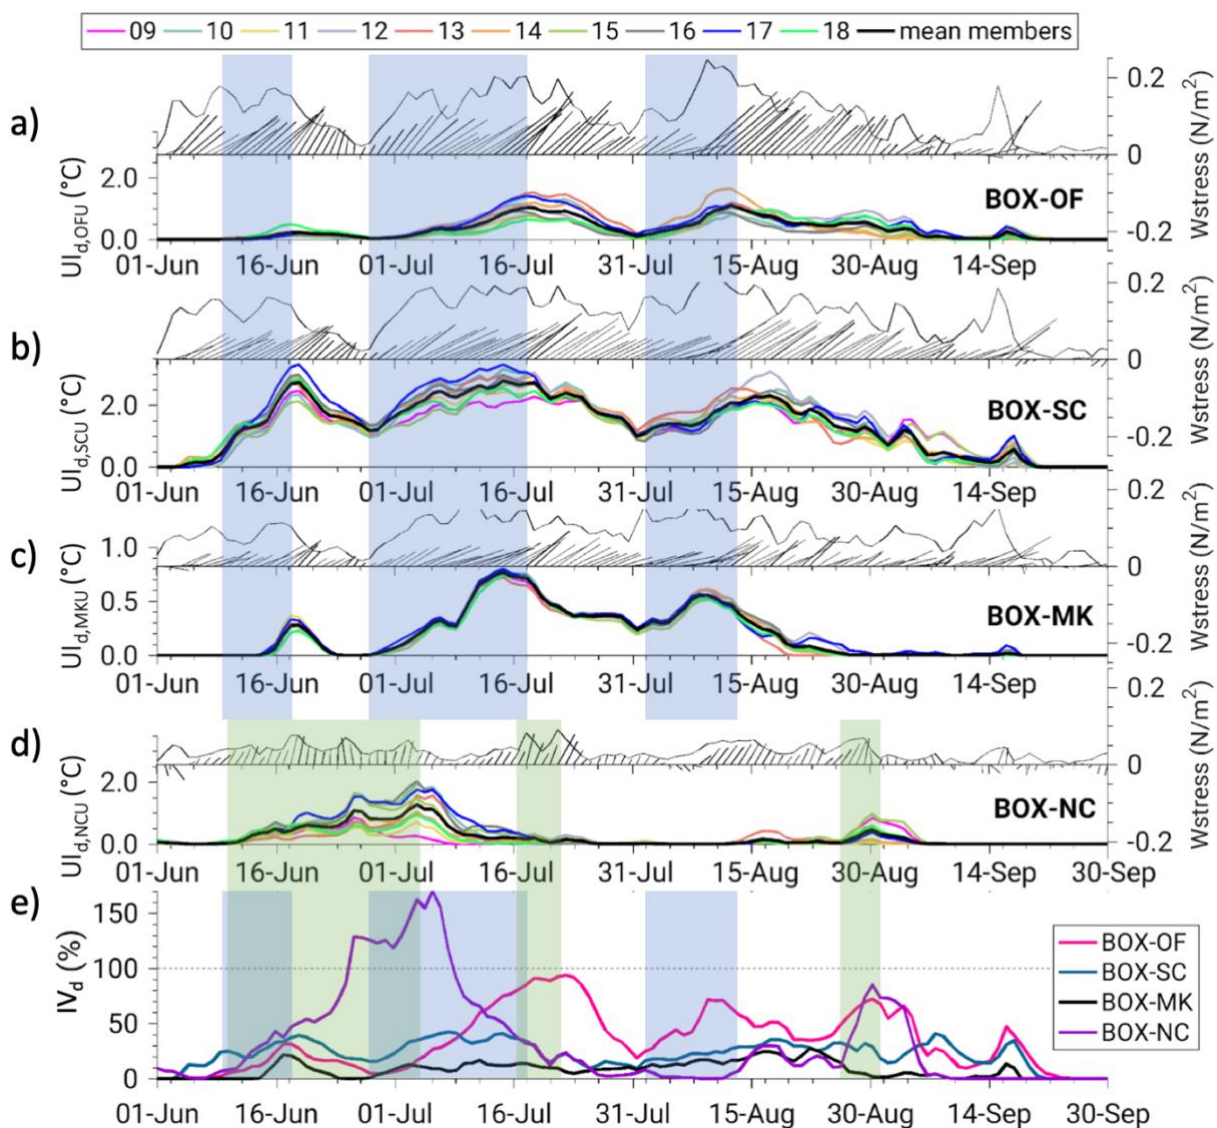 09 10 11 12 13 14 15 16 17 18 mean members
a)
0.2
0
-0.2
Wstress (N/m²)
UI_d,OFU (°C)
2.0
0.0
BOX-OF
01-Jun 16-Jun 01-Jul 16-Jul 31-Jul 15-Aug 30-Aug 14-Sep
b)
0.2
0
-0.2
Wstress (N/m²)
UI_d,SCU (°C)
2.0
0.0
BOX-SC
01-Jun 16-Jun 01-Jul 16-Jul 31-Jul 15-Aug 30-Aug 14-Sep
c)
0.2
0
-0.2
Wstress (N/m²)
UI_d,MKU (°C)
1.0
0.5
0.0
BOX-MK
01-Jun 16-Jun 01-Jul 16-Jul 31-Jul 15-Aug 30-Aug 14-Sep
d)
0.2
0
-0.2
Wstress (N/m²)
UI_d,NCU (°C)
2.0
0.0
BOX-NC
01-Jun 16-Jun 01-Jul 16-Jul 31-Jul 15-Aug 30-Aug 14-Sep 30-Sep
e)
IV_d (%)
150
100
50
0
BOX-OF
BOX-SC
BOX-MK
BOX-NC
01-Jun 16-Jun 01-Jul 16-Jul 31-Jul 15-Aug 30-Aug 14-Sep 30-Sep